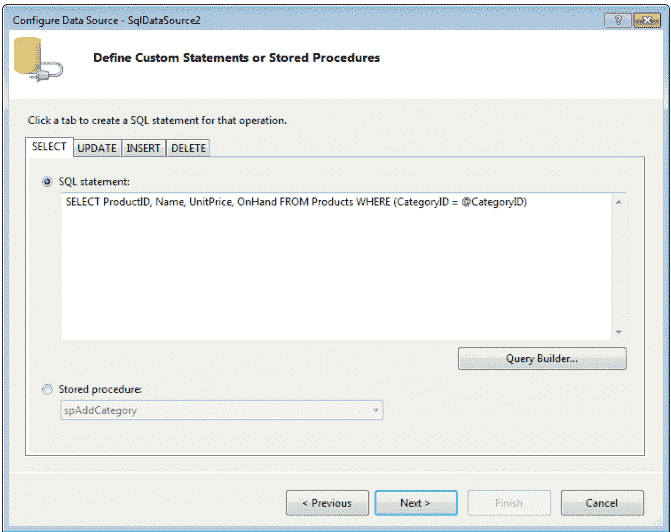 Configure Data Source - SqlDataSource2
Define Custom Statements or Stored Procedures
Click a tab to create a SQL statement for that operation.
SELECT UPDATE INSERT DELETE
SQL statement:
SELECT ProductID, Name, UnitPrice, OnHand FROM Products WHERE (CategoryID = @CategoryID)
Query Builder...
Stored procedure:
spAddCategory
< Previous Next > Finish Cancel